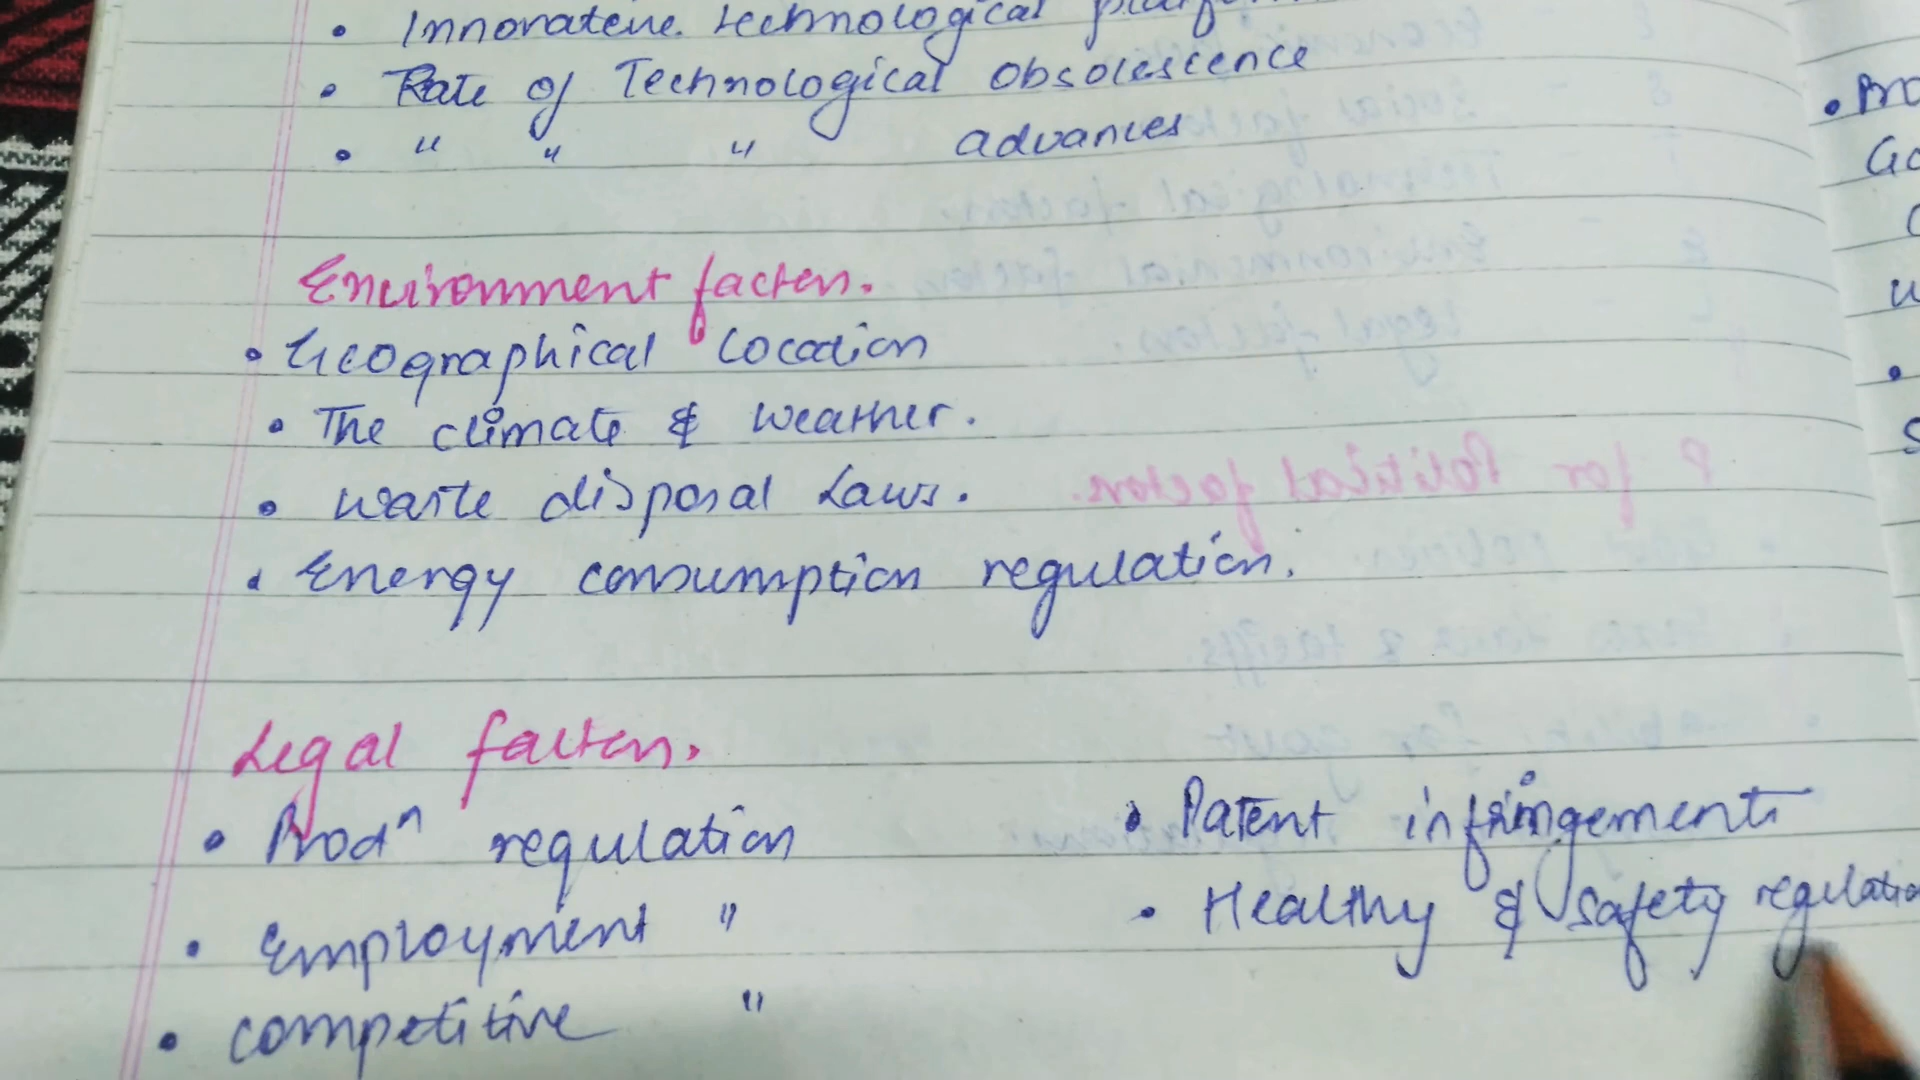 • Innovative technological
• Rate of Technological Obsolescence
• " " " advances
Environment factors.
• Geographical Location
• The climate & weather.
• waste disposal Laws.
• Energy consumption regulation.
Legal factors.
• Prodⁿ regulation
• Employment "
• competitive "
• Patent infringements
• Healthy & Safety regulatio